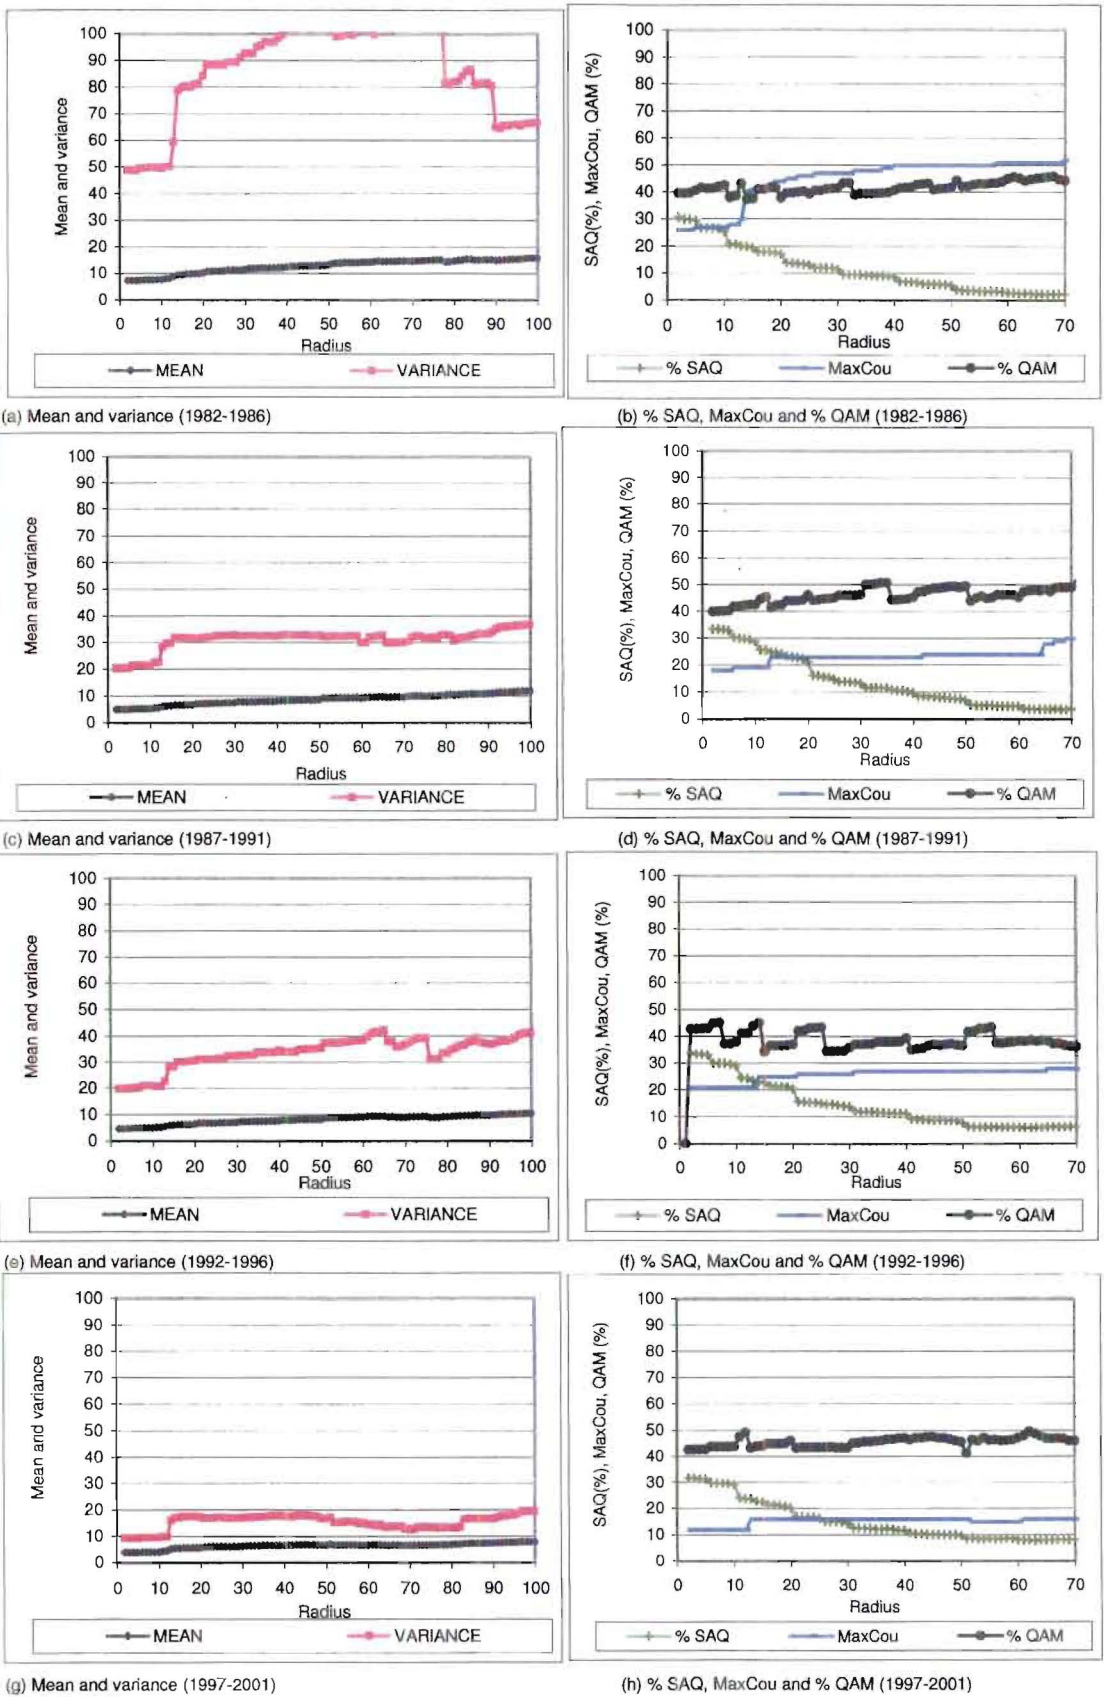 100
90
80
70
60
50
40
30
20
10
0
Mean and variance
0 10 20 30 40 50 60 70 80 90 100
Radius
MEAN VARIANCE
(a) Mean and variance (1982-1986)
100
90
80
70
60
50
40
30
20
10
0
SAQ(%), MaxCou, QAM (%)
0 10 20 30 40 50 60 70
Radius
% SAQ MaxCou % QAM
(b) % SAQ, MaxCou and % QAM (1982-1986)
100
90
80
70
60
50
40
30
20
10
0
Mean and variance
0 10 20 30 40 50 60 70 80 90 100
Radius
MEAN VARIANCE
(c) Mean and variance (1987-1991)
100
90
80
70
60
50
40
30
20
10
0
SAQ(%), MaxCou, QAM (%)
0 10 20 30 40 50 60 70
Radius
% SAQ MaxCou % QAM
(d) % SAQ, MaxCou and % QAM (1987-1991)
100
90
80
70
60
50
40
30
20
10
0
Mean and variance
0 10 20 30 40 50 60 70 80 90 100
Radius
MEAN VARIANCE
(e) Mean and variance (1992-1996)
100
90
80
70
60
50
40
30
20
10
0
SAQ(%), MaxCou, QAM (%)
0 10 20 30 40 50 60 70
Radius
% SAQ MaxCou % QAM
(f) % SAQ, MaxCou and % QAM (1992-1996)
100
90
80
70
60
50
40
30
20
10
0
Mean and variance
0 10 20 30 40 50 60 70 80 90 100
Radius
MEAN VARIANCE
(g) Mean and variance (1997-2001)
100
90
80
70
60
50
40
30
20
10
0
SAQ(%), MaxCou, QAM (%)
0 10 20 30 40 50 60 70
Radius
% SAQ MaxCou % QAM
(h) % SAQ, MaxCou and % QAM (1997-2001)